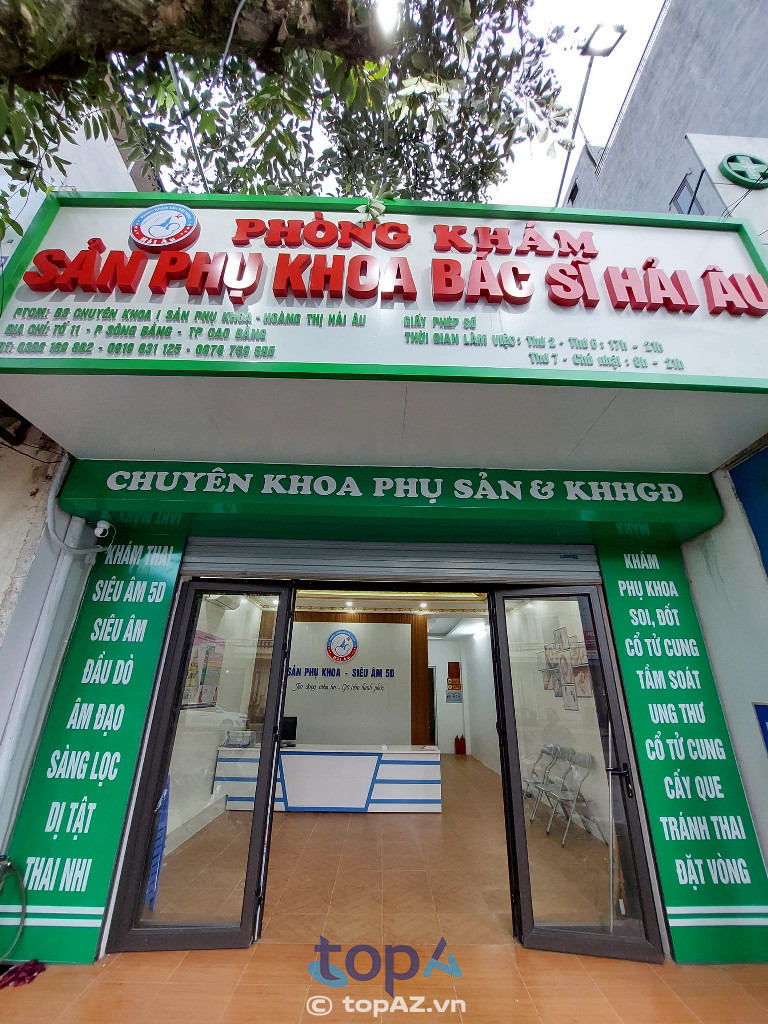 HẢI ÂU
PHÒNG KHÁM
SẢN PHỤ KHOA BÁC SĨ HẢI ÂU
PTCM: BS CHUYÊN KHOA I SẢN PHỤ KHOA - HOÀNG THỊ HẢI ÂU
ĐỊA CHỈ: TỔ 11 - P SÔNG BẰNG - TP CAO BẰNG
GIẤY PHÉP SỐ
THỜI GIAN LÀM VIỆC: Thứ 2 - Thứ 6: 17h - 21h
Thứ 7 - Chủ nhật: 8h - 21h
CHUYÊN KHOA PHỤ SẢN & KHHGĐ
KHÁM THAI
SIÊU ÂM 5D
SIÊU ÂM
ĐẦU DÒ
ÂM ĐẠO
SÀNG LỌC
DỊ TẬT
THAI NHI
HẢI ÂU
SẢN PHỤ KHOA - SIÊU ÂM 5D
KHÁM
PHỤ KHOA
SOI, ĐỐT
CỔ TỬ CUNG
TẦM SOÁT
UNG THƯ
CỔ TỬ CUNG
CẤY QUE
TRÁNH THAI
ĐẶT VÒNG
topAZ
© topAZ.vn